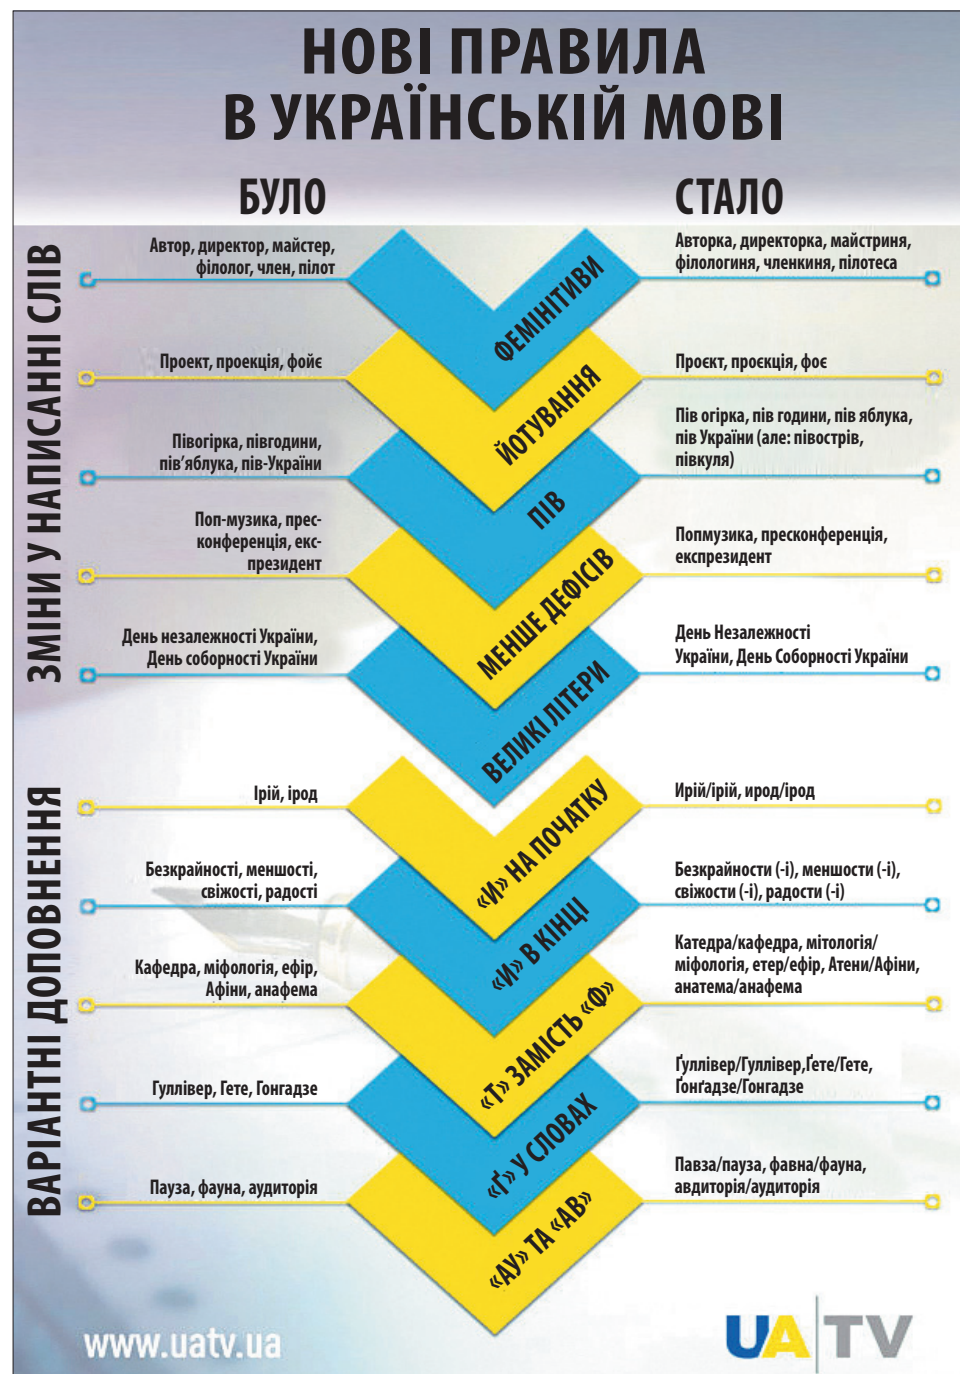 НОВІ ПРАВИЛА
В УКРАЇНСЬКІЙ МОВІ
БУЛО
СТАЛО
ЗМІНИ У НАПИСАННІ СЛІВ
Автор, директор, майстер,
філолог, член, пілот
ФЕМІНІТИВИ
Авторка, директорка, майстриня,
філологиня, членкиня, пілотеса
Проект, проекція, фойє
ЙОТУВАННЯ
Проєкт, проєкція, фоє
Півогірка, півгодини,
пів'яблука, пів-України
ПІВ
Пів огірка, пів години, пів яблука,
пів України (але: півострів,
півкуля)
Поп-музика, прес-
конференція, екс-
президент
МЕНШЕ ДЕФІСІВ
Попмузика, пресконференція,
експрезидент
День незалежності України,
День соборності України
ВЕЛИКІ ЛІТЕРИ
День Незалежності
України, День Соборності України
ВАРІАНТНІ ДОПОВНЕННЯ
Ірій, ірод
«И» НА ПОЧАТКУ
Ирій/ірій, ирод/ірод
Безкрайності, меншості,
свіжості, радості
«И» В КІНЦІ
Безкрайности (-і), меншости (-і),
свіжости (-і), радости (-і)
Кафедра, міфологія, ефір,
Афіни, анафема
«Т» ЗАМІСТЬ «Ф»
Катедра/кафедра, мітологія/
міфологія, етер/ефір, Атени/Афіни,
анатема/анафема
Гуллівер, Гете, Гонгадзе
«Ґ» У СЛОВАХ
Ґуллівер/Гуллівер,Ґете/Гете,
Ґонґадзе/Гонгадзе
Пауза, фауна, аудиторія
«АУ» ТА «АВ»
Павза/пауза, фавна/фауна,
авдиторія/аудиторія
www.uatv.ua
UA TV